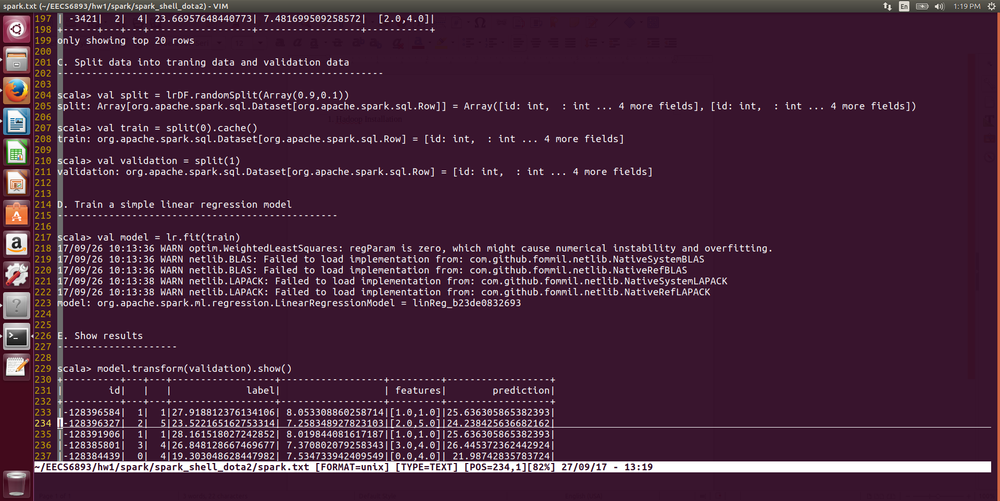 spark.txt (~/EECS6893/hw1/spark/spark_shell_dota2) - VIM
En
1:19 PM
197 | -3421|  2|  4| 23.66957648440773| 7.481699509258572|  [2.0,4.0]|
198 +------+---+---+------------------+------------------+-----------+
199 only showing top 20 rows
200
201 C. Split data into traning data and validation data
202 ---------------------------------------------------------
203
204 scala> val split = lrDF.randomSplit(Array(0.9,0.1))
205 split: Array[org.apache.spark.sql.Dataset[org.apache.spark.sql.Row]] = Array([id: int,  : int ... 4 more fields], [id: int,  : int ... 4 more fields])
206
1. Hadoop Installation
207 scala> val train = split(0).cache()
208 train: org.apache.spark.sql.Dataset[org.apache.spark.sql.Row] = [id: int,  : int ... 4 more fields]
209
210 scala> val validation = split(1)
211 validation: org.apache.spark.sql.Dataset[org.apache.spark.sql.Row] = [id: int,  : int ... 4 more fields]
212
213
214 D. Train a simple linear regression model
215 -------------------------------------------------
216
217 scala> val model = lr.fit(train)
218 17/09/26 10:13:36 WARN optim.WeightedLeastSquares: regParam is zero, which might cause numerical instability and overfitting.
219 17/09/26 10:13:36 WARN netlib.BLAS: Failed to load implementation from: com.github.fommil.netlib.NativeSystemBLAS
220 17/09/26 10:13:36 WARN netlib.BLAS: Failed to load implementation from: com.github.fommil.netlib.NativeRefBLAS
221 17/09/26 10:13:38 WARN netlib.LAPACK: Failed to load implementation from: com.github.fommil.netlib.NativeSystemLAPACK
222 17/09/26 10:13:38 WARN netlib.LAPACK: Failed to load implementation from: com.github.fommil.netlib.NativeRefLAPACK
223 model: org.apache.spark.ml.regression.LinearRegressionModel = linReg_b23de0832693
224
225
226 E. Show results
227 ---------------------
228
229 scala> model.transform(validation).show()
230 +----------+---+---+------------------+------------------+---------+------------------+
231 |        id|   |   |             label|                  | features|        prediction|
232 +----------+---+---+------------------+------------------+---------+------------------+
233 |-128396584|  1|  1|27.918812376134106| 8.053308860258714|[1.0,1.0]|25.636305865382393|
234 |-128396327|  2|  5|23.522165162753314| 7.258348927823103|[2.0,5.0]|24.238425636682162|
235 |-128391906|  1|  1|28.161518027242852| 8.019844081617187|[1.0,1.0]|25.636305865382393|
236 |-128385801|  3|  4|26.848128667469677| 7.370802079258343|[3.0,4.0]|26.445372362442924|
237 |-128384439|  0|  4|19.303048628447982| 7.534733942409549|[0.0,4.0]| 21.98742835783724|
~/EECS6893/hw1/spark/spark_shell_dota2/spark.txt [FORMAT=unix] [TYPE=TEXT] [POS=234,1][82%] 27/09/17 - 13:19